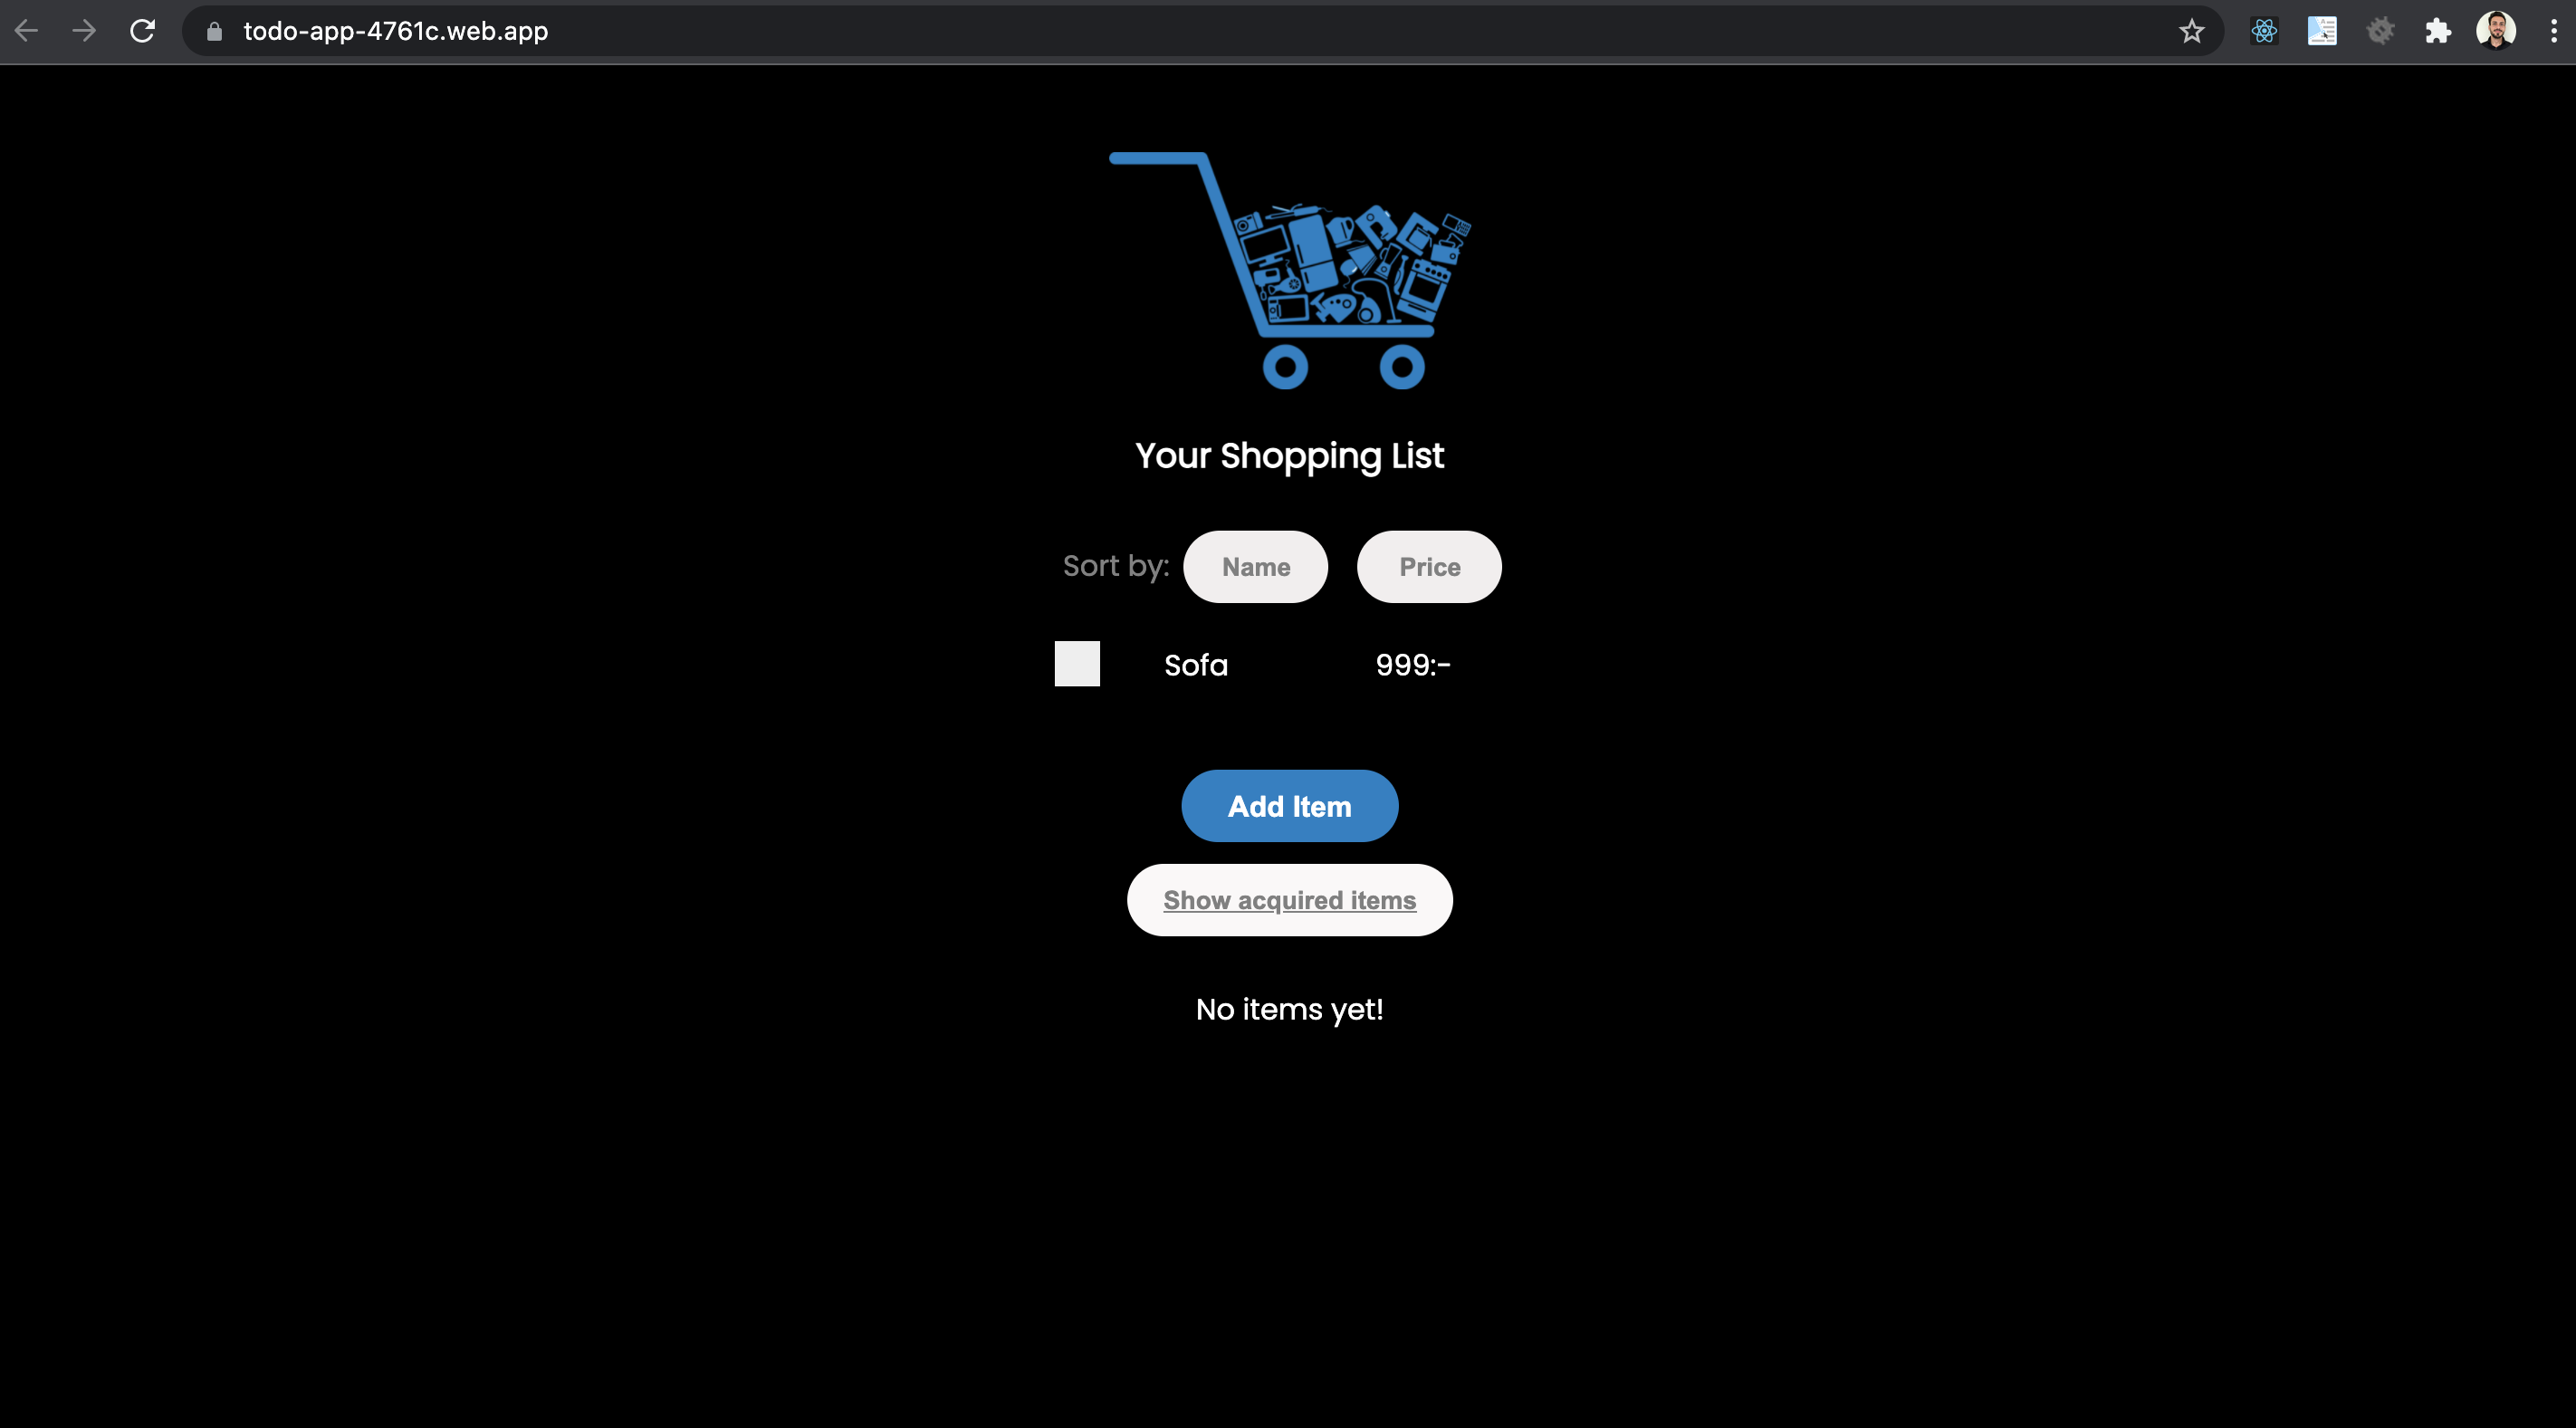 todo-app-4761c.web.app
Your Shopping List
Sort by: Name Price
Sofa 999:-
Add Item
Show acquired items
No items yet!